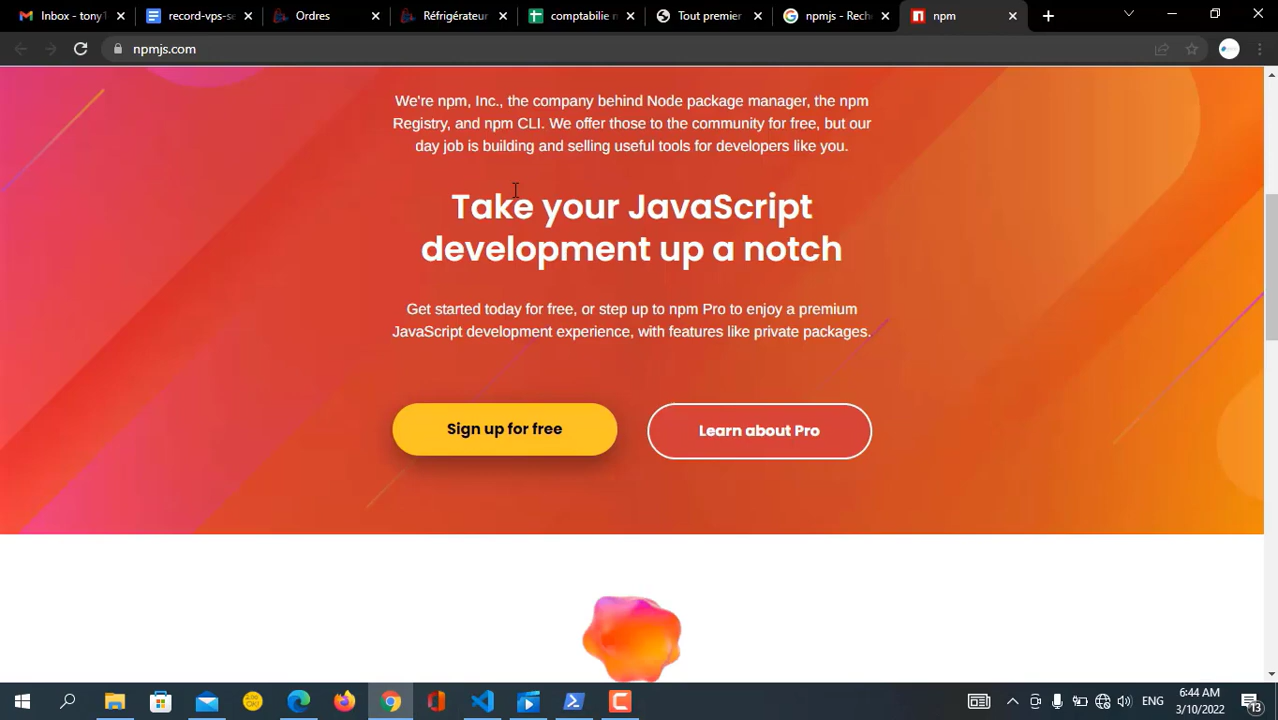 Inbox - tony1
record-vps-se
Ordres
Réfrigérateur
comptabilie m
Tout premier
npmjs - Rech
npm
npmjs.com
We're npm, Inc., the company behind Node package manager, the npm
Registry, and npm CLI. We offer those to the community for free, but our
day job is building and selling useful tools for developers like you.
Take your JavaScript
development up a notch
Get started today for free, or step up to npm Pro to enjoy a premium
JavaScript development experience, with features like private packages.
Sign up for free
Learn about Pro
ENG
6:44 AM
3/10/2022
13